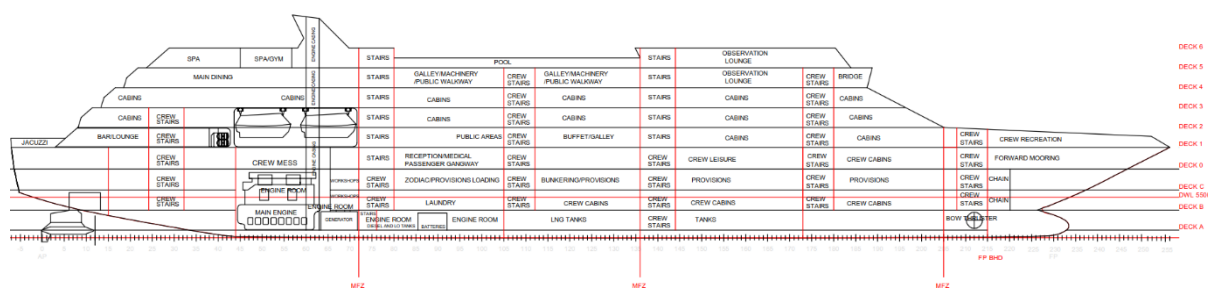 DECK 6
SPA SPA/GYM ENGINE CASING STAIRS POOL STAIRS OBSERVATION LOUNGE
DECK 5
MAIN DINING ENGINE CASING STAIRS GALLEY/MACHINERY /PUBLIC WALKWAY CREW STAIRS GALLEY/MACHINERY /PUBLIC WALKWAY STAIRS OBSERVATION LOUNGE CREW STAIRS BRIDGE
DECK 4
CABINS CABINS STAIRS CABINS CREW STAIRS CABINS STAIRS CABINS CREW STAIRS CABINS
DECK 3
CABINS CREW STAIRS STAIRS CABINS CREW STAIRS CABINS STAIRS CABINS CREW STAIRS CABINS
DECK 2
JACUZZI BAR/LOUNGE CREW STAIRS STAIRS PUBLIC AREAS CREW STAIRS BUFFET/GALLEY STAIRS CABINS CREW STAIRS CABINS CREW STAIRS CREW RECREATION
DECK 1
CREW STAIRS CREW MESS ENGINE CASING STAIRS RECEPTION/MEDICAL PASSENGER GANGWAY CREW STAIRS CREW STAIRS CREW LEISURE CREW STAIRS CREW CABINS CREW STAIRS FORWARD MOORING
DECK 0
CREW STAIRS ENGINE ROOM WORKSHOPS CREW STAIRS ZODIAC/PROVISIONS LOADING CREW STAIRS BUNKERING/PROVISIONS CREW STAIRS PROVISIONS CREW STAIRS PROVISIONS CREW STAIRS CHAIN
DECK C
DWL 5500
CREW STAIRS MAIN ENGINE ENGINE ROOM WORKSHOPS CREW STAIRS LAUNDRY CREW STAIRS CREW CABINS CREW STAIRS CREW CABINS CREW STAIRS CREW CABINS CREW STAIRS CHAIN
DECK B
GENERATOR STAIRS ENGINE ROOM DIESEL AND LO TANKS BATTERIES ENGINE ROOM LNG TANKS CREW STAIRS TANKS BOW THRUSTER
DECK A
FP BHD
MFZ MFZ MFZ